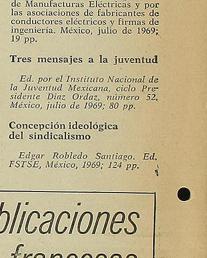 de Manufacturas Eléctricas y por
las asociaciones de fabricantes de
conductores eléctricos y firmas de
ingeniería. México, julio de 1969;
19 pp.
Tres mensajes a la juventud
Ed. por el Instituto Nacional de
la Juventud Mexicana, ciclo Pre-
sidente Díaz Ordaz, número 52,
México, julio de 1969; 80 pp.
Concepción ideológica
del sindicalismo
Edgar Robledo Santiago. Ed.
FSTSE, México, 1969; 124 pp.
blicaciones
francesas